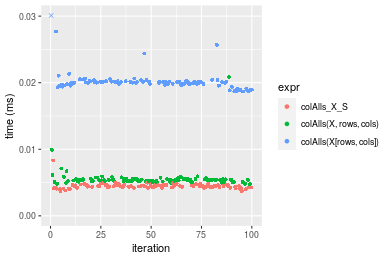 0.03
0.02
0.01
0.00
time (ms)
0
25
50
75
100
iteration
expr
colAlls_X_S
colAlls(X, rows, cols)
colAlls(X[rows, cols])